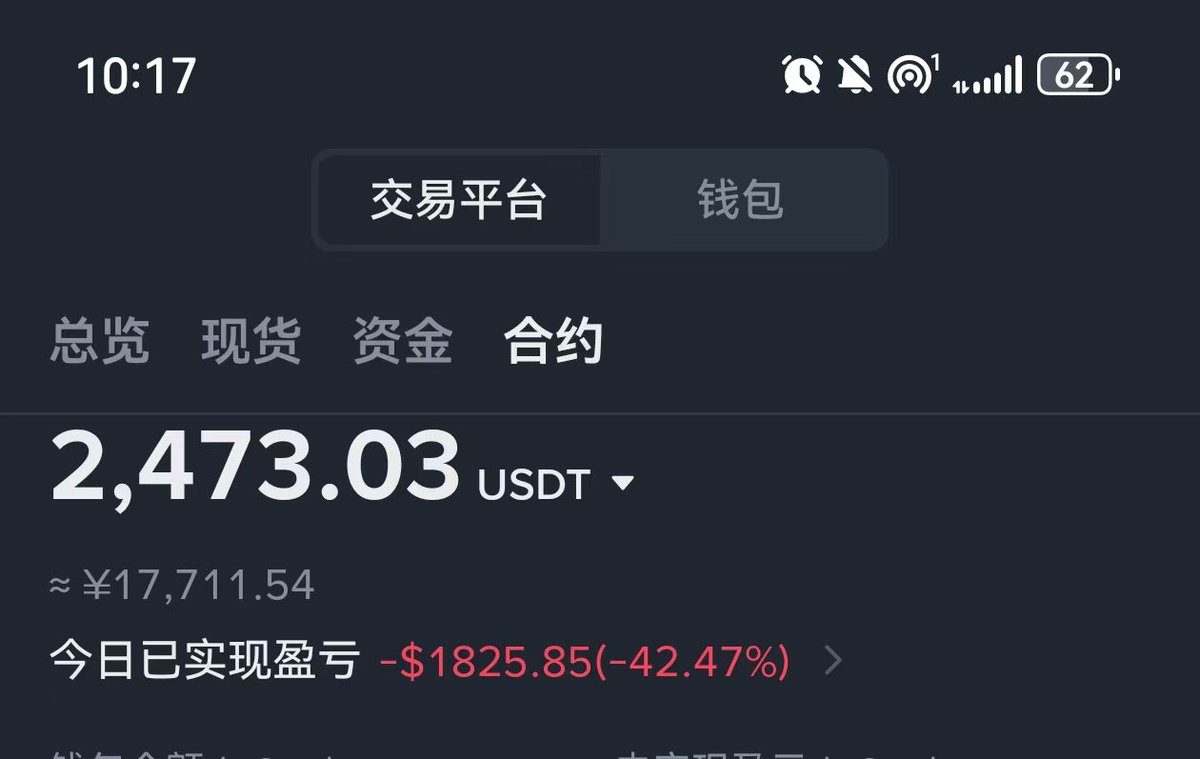 10:17 1 62
交易平台 钱包
总览 现货 资金 合约
2,473.03 USDT
≈ ¥17,711.54
今日已实现盈亏 -$1825.85(-42.47%)